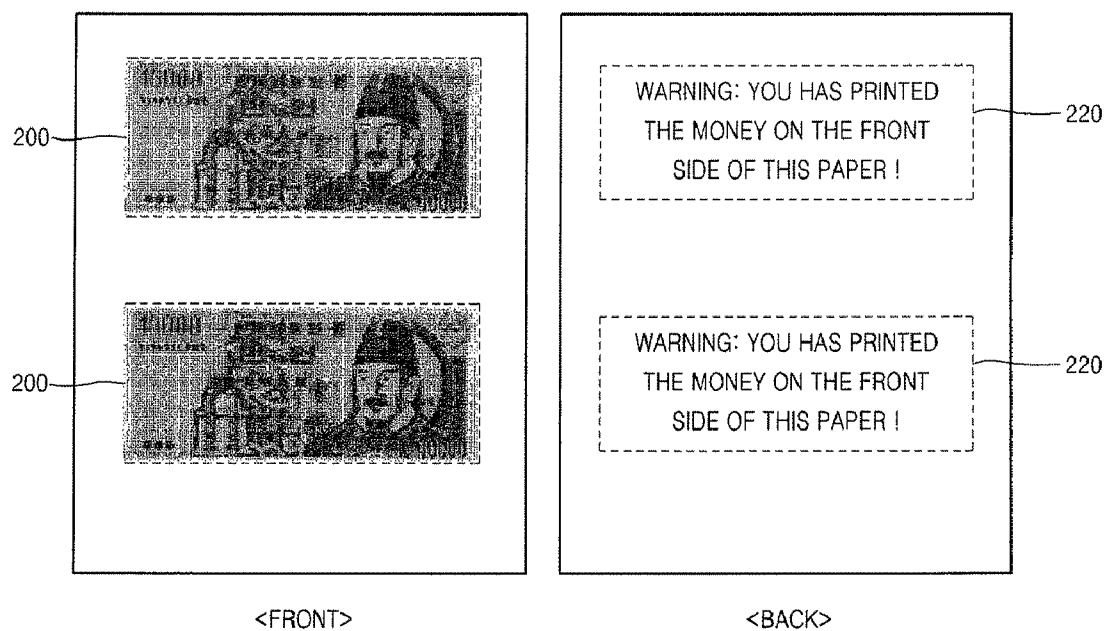 200
200
WARNING: YOU HAS PRINTED
THE MONEY ON THE FRONT
SIDE OF THIS PAPER !
220
WARNING: YOU HAS PRINTED
THE MONEY ON THE FRONT
SIDE OF THIS PAPER !
220
<FRONT>
<BACK>